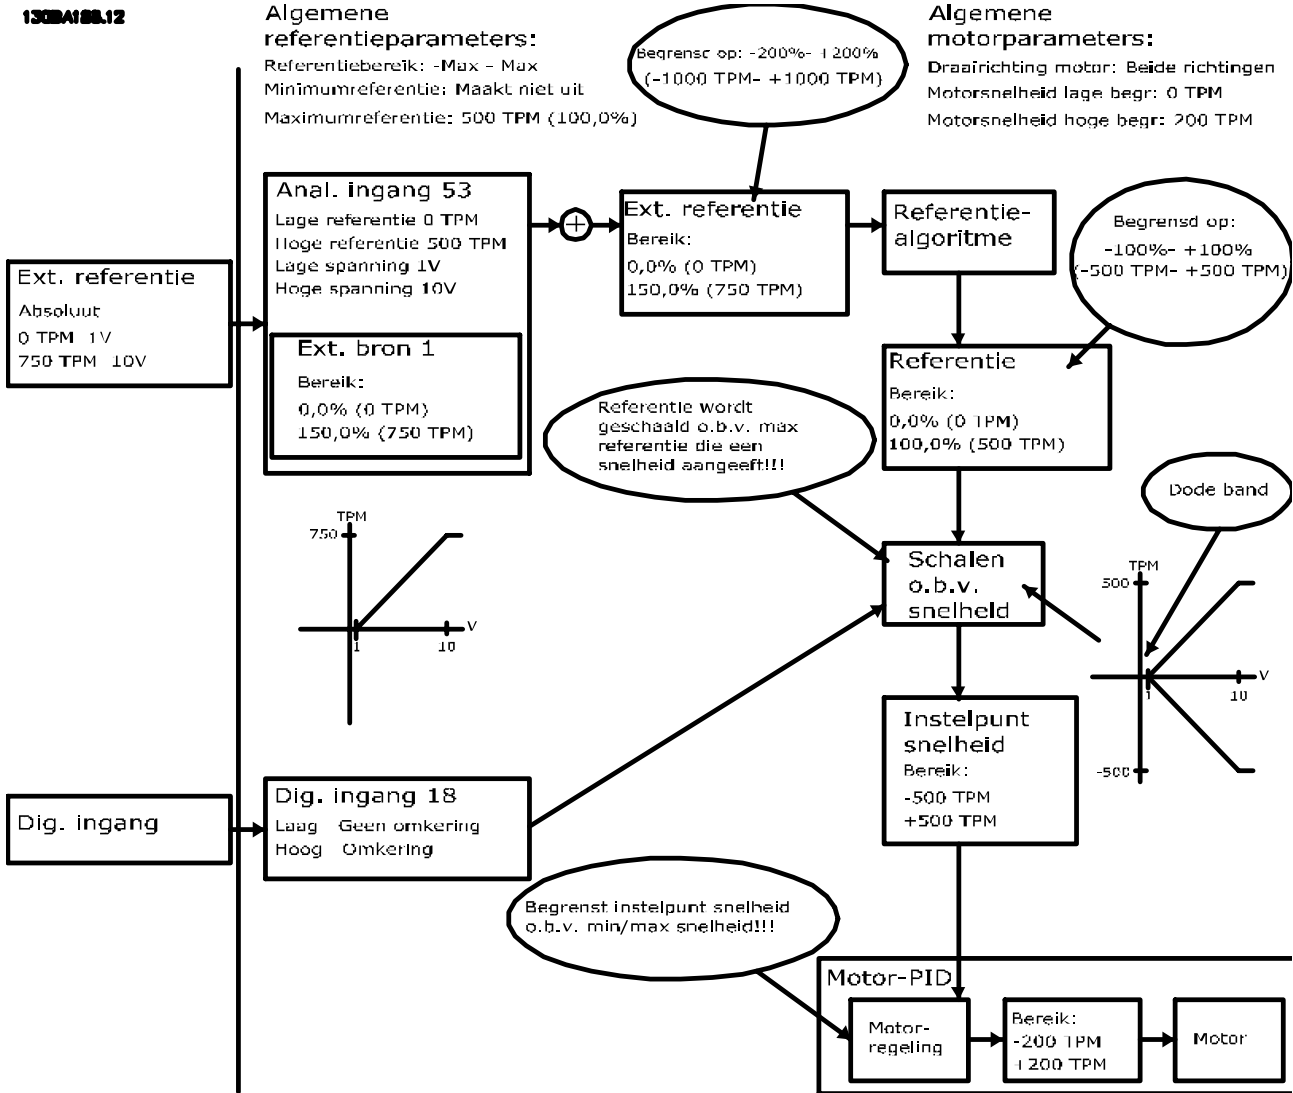 130BA188.12
Algemene
referentieparameters:
Referentiebereik: -Max – Max
Minimumreferentie: Maakt niet uit
Maximumreferentie: 500 TPM (100,0%)
Begrensd op: -200%- +200%
(-1000 TPM- +1000 TPM)
Algemene
motorparameters:
Draairichting motor: Beide richtingen
Motorsnelheid lage begr: 0 TPM
Motorsnelheid hoge begr: 200 TPM
Ext. referentie
Absoluut
0 TPM 1V
750 TPM 10V
Anal. ingang 53
Lage referentie 0 TPM
Hoge referentie 500 TPM
Lage spanning 1V
Hoge spanning 10V
Ext. bron 1
Bereik:
0,0% (0 TPM)
150,0% (750 TPM)
+
Ext. referentie
Bereik:
0,0% (0 TPM)
150,0% (750 TPM)
Referentie-
algoritme
Begrensd op:
-100%- +100%
(-500 TPM- +500 TPM)
Referentie
Bereik:
0,0% (0 TPM)
100,0% (500 TPM)
Referentie wordt
geschaald o.b.v. max
referentie die een
snelheid aangeeft!!!
Dode band
TPM
750
1
10
V
Schalen
o.b.v.
snelheid
TPM
500
1
10
V
-500
Instelpunt
snelheid
Bereik:
-500 TPM
+500 TPM
Dig. ingang
Dig. ingang 18
Laag Geen omkering
Hoog Omkering
Begrenst instelpunt snelheid
o.b.v. min/max snelheid!!!
Motor-PID
Motor-
regeling
Bereik:
-200 TPM
+200 TPM
Motor